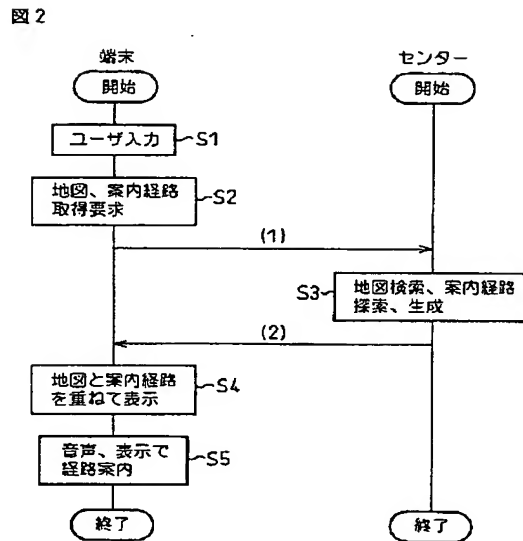 図2
端末
センター
開始
開始
ユーザ入力
S1
地図、案内経路
取得要求
S2
(1)
S3
地図検索、案内経路
探索、生成
(2)
地図と案内経路
を重ねて表示
S4
音声、表示で
経路案内
S5
終了
終了